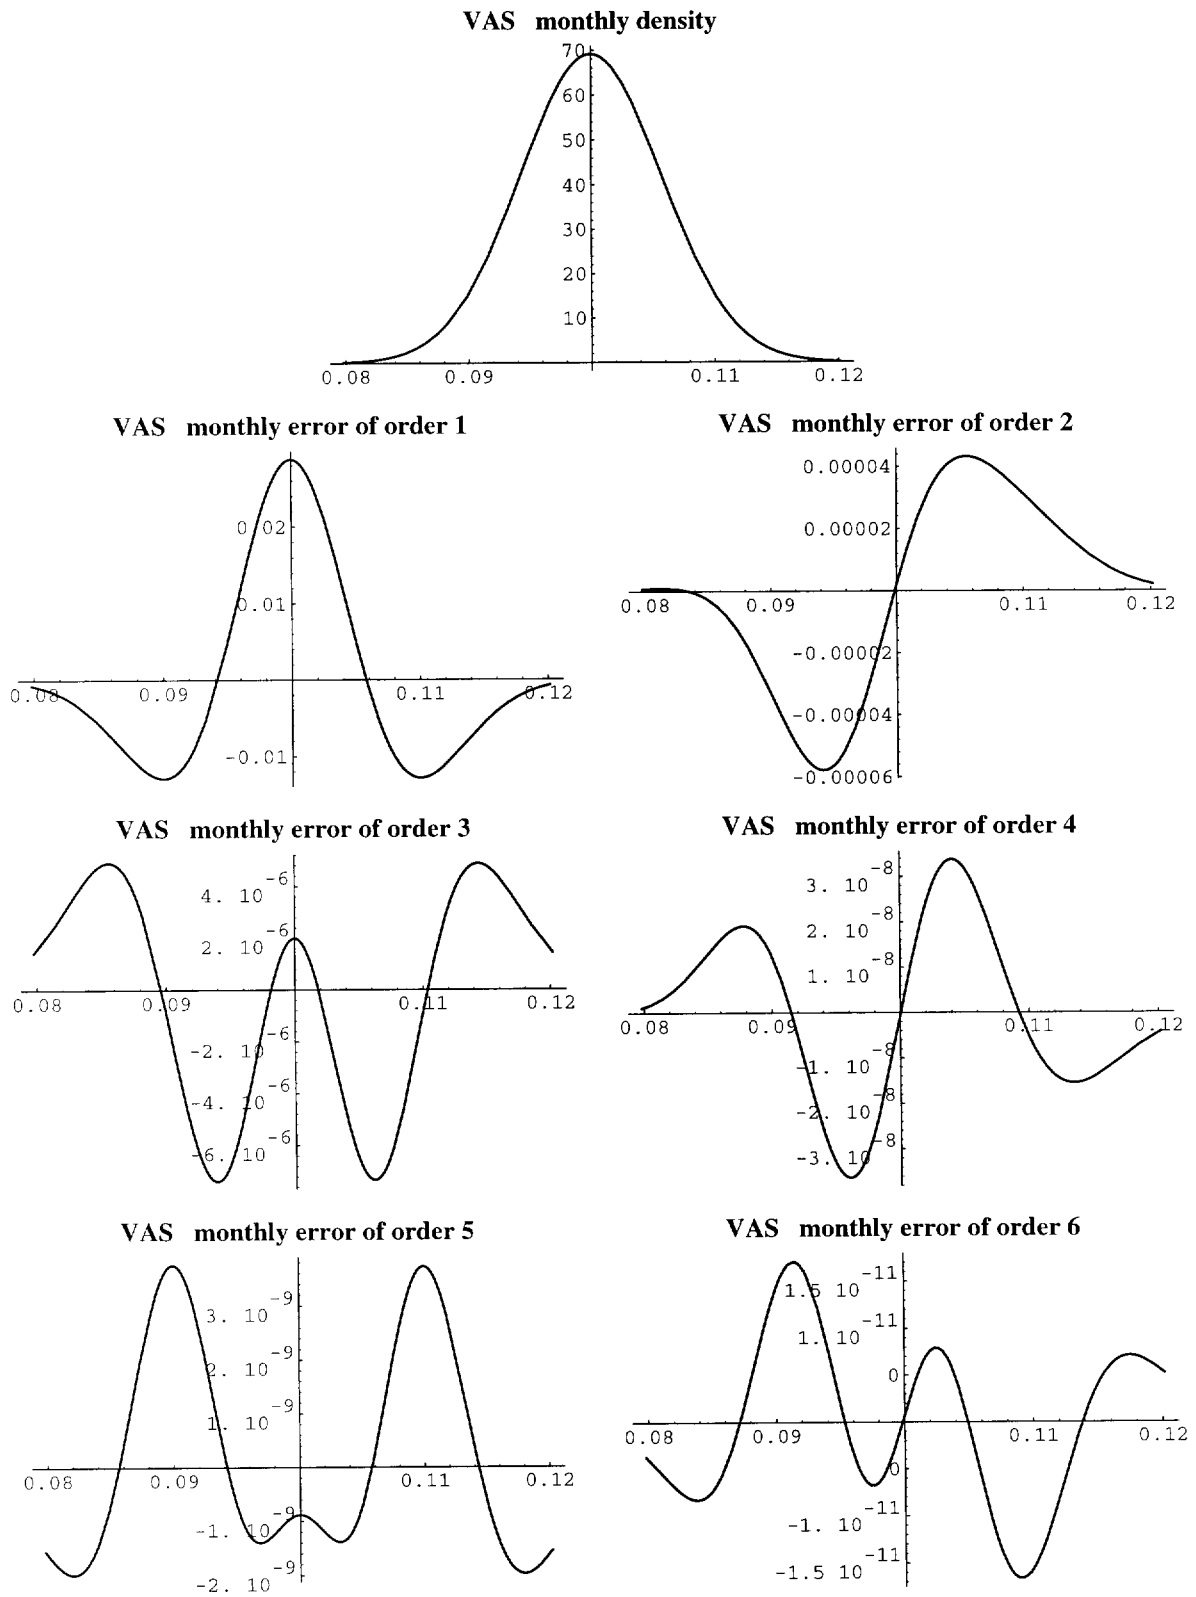 VAS monthly density
70
60
50
40
30
20
10
0.08 0.09 0.11 0.12
VAS monthly error of order 1
0.02
0.01
0.08 0.09 0.11 0.12
-0.01
VAS monthly error of order 2
0.00004
0.00002
0.08 0.09 0.11 0.12
-0.00002
-0.00004
-0.00006
VAS monthly error of order 3
4. 10 -6
2. 10 -6
0.08 0.09 0.11 0.12
-2. 10 -6
-4. 10 -6
-6. 10 -6
VAS monthly error of order 4
3. 10 -8
2. 10 -8
1. 10 -8
0.08 0.09 0.11 0.12
-1. 10 -8
-2. 10 -8
-3. 10 -8
VAS monthly error of order 5
3. 10 -9
2. 10 -9
1. 10 -9
0.08 0.09 0.11 0.12
-1. 10 -9
-2. 10 -9
VAS monthly error of order 6
1.5 10 -11
1. 10 -11
0
0.08 0.09 0.11 0.12
0
-1. 10 -11
-1.5 10 -11